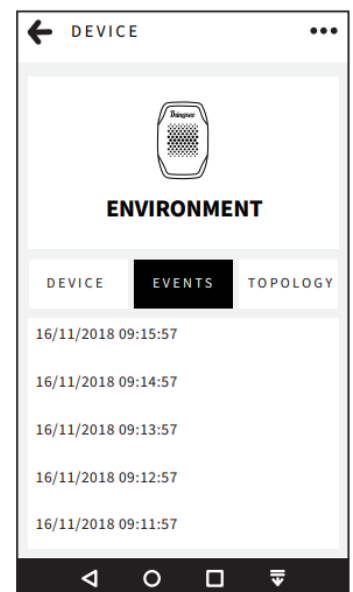 DEVICE
Thingsee
ENVIRONMENT
DEVICE EVENTS TOPOLOGY
16/11/2018 09:15:57
16/11/2018 09:14:57
16/11/2018 09:13:57
16/11/2018 09:12:57
16/11/2018 09:11:57